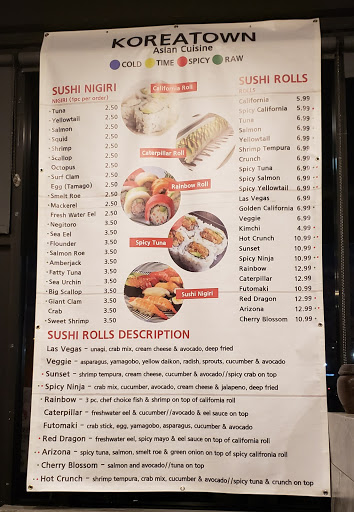 KOREATOWN
Asian Cuisine
COLD TIME SPICY RAW
SUSHI NIGIRI
NIGIRI (1pc per order)
Tuna 2.50
Yellowtail 2.50
Salmon 2.50
Squid 2.50
Shrimp 2.50
Scallop 2.50
Octopus 2.50
Surf Clam 2.50
Egg (Tamago) 2.50
Smelt Roe 2.50
Mackerel 2.50
Fresh Water Eel 3.50
Negitoro 3.50
Sea Eel 3.50
Flounder 3.50
Salmon Roe 3.50
Amberjack 3.50
Fatty Tuna 3.50
Sea Urchin 3.50
Big Scallop 3.50
Giant Clam 3.50
Crab 3.50
Sweet Shrimp 3.50
California Roll
Caterpillar Roll
Rainbow Roll
Spicy Tuna
Sushi Nigiri
SUSHI ROLLS
ROLLS
California 5.99
Spicy California 5.99
Tuna
Salmon
Yellowtail
Shrimp Tempura 6.99
Crunch 6.99
Spicy Tuna 6.99
Spicy Salmon 6.99
Spicy Yellowtail 6.99
Las Vegas 6.99
Golden California 6.99
Veggie 6.99
Kimchi 4.99
Hot Crunch 10.99
Sunset 10.99
Spicy Ninja 10.99
Rainbow 12.99
Caterpillar 12.99
Futomaki 10.99
Red Dragon 12.99
Arizona 12.99
Cherry Blossom 10.99
SUSHI ROLLS DESCRIPTION
Las Vegas - unagi, crab mix, cream cheese & avocado, deep fried
Veggie - asparagus, yamagobo, yellow daikon, radish, sprouts, cucumber & avocado
Sunset - shrimp tempura, cream cheese, cucumber & avocado//spicy crab on top
Spicy Ninja - crab mix, cucumber, avocado, cream cheese & jalapeno, deep fried
Rainbow - 3 pc. chef choice fish & shrimp on top of california roll
Caterpillar - freshwater eel & cucumber//avocado & eel sauce on top
Futomaki - crab stick, egg, yamagobo, asparagus, cucumber & avocado
Red Dragon - freshwater eel, spicy mayo & eel sauce on top of california roll
Arizona - spicy tuna, salmon, smelt roe & green onion on top of spicy california roll
Cherry Blossom - salmon and avocado//tuna on top
Hot Crunch - shrimp tempura, crab mix, cucumber & avocado//spicy tuna & crunch on top